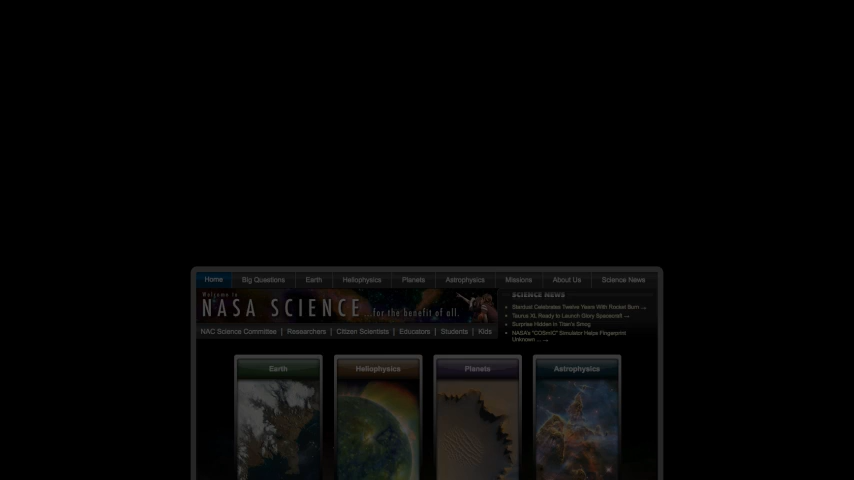 Home Big Questions Earth Heliophysics Planets Astrophysics Missions About Us Science News
Welcome to
NASA SCIENCE ...for the benefit of all.
NAC Science Committee | Researchers | Citizen Scientists | Educators | Students | Kids
SCIENCE NEWS
Stardust Celebrates Twelve Years With Rocket Burn
Taurus XL Ready to Launch Glory Spacecraft
Surprise Hidden in Titan's Smog
NASA's "COSmIC" Simulator Helps Fingerprint
Unknown ...
Earth Heliophysics Planets Astrophysics